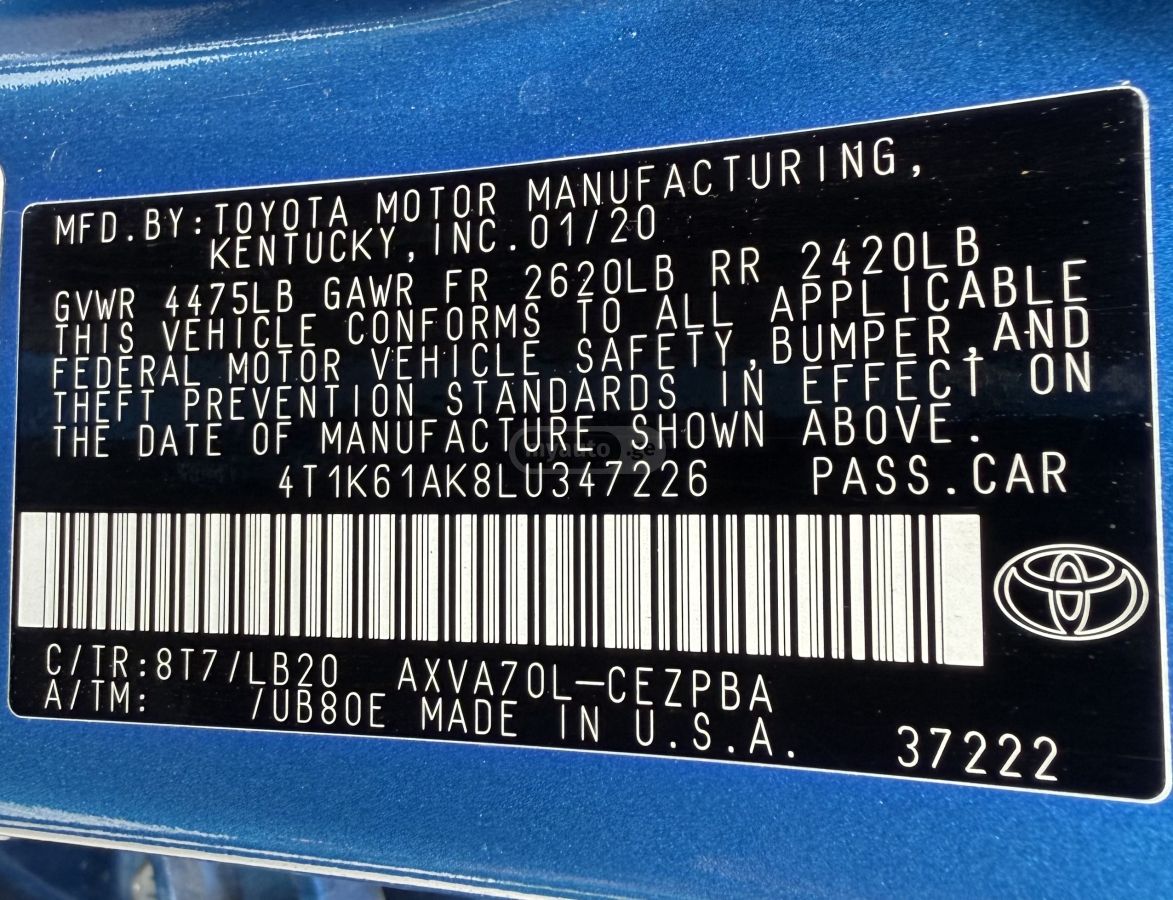 MFD.BY:TOYOTA MOTOR MANUFACTURING,
KENTUCKY,INC.01/20
GVWR 4475LB GAWR FR 2620LB RR 2420LB
THIS VEHICLE CONFORMS TO ALL APPLICABLE
FEDERAL MOTOR VEHICLE SAFETY,BUMPER,AND
THEFT PREVENTION STANDARDS IN EFFECT ON
THE DATE OF MANUFACTURE SHOWN ABOVE.
myauto.ge
4T1K61AK8LU347226 PASS.CAR
C/TR:8T7/LB20 AXVA70L-CEZPBA
A/TM: /UB80E MADE IN U.S.A.
37222